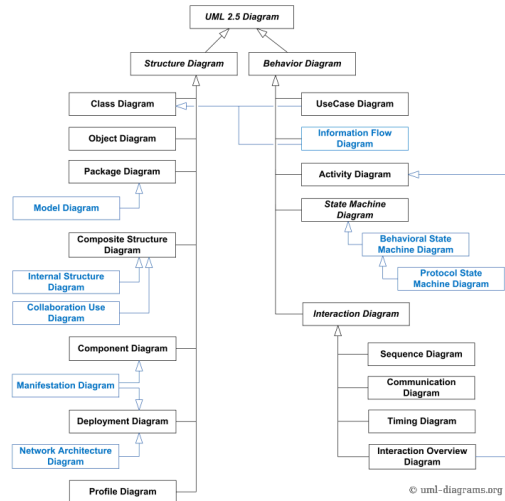 UML 2.5 Diagram
Structure Diagram
Behavior Diagram
Class Diagram
UseCase Diagram
Object Diagram
Information Flow
Diagram
Package Diagram
Activity Diagram
Model Diagram
State Machine
Diagram
Composite Structure
Diagram
Behavioral State
Machine Diagram
Internal Structure
Diagram
Protocol State
Machine Diagram
Collaboration Use
Diagram
Interaction Diagram
Component Diagram
Sequence Diagram
Manifestation Diagram
Communication
Diagram
Deployment Diagram
Timing Diagram
Network Architecture
Diagram
Interaction Overview
Diagram
Profile Diagram
© uml-diagrams.org